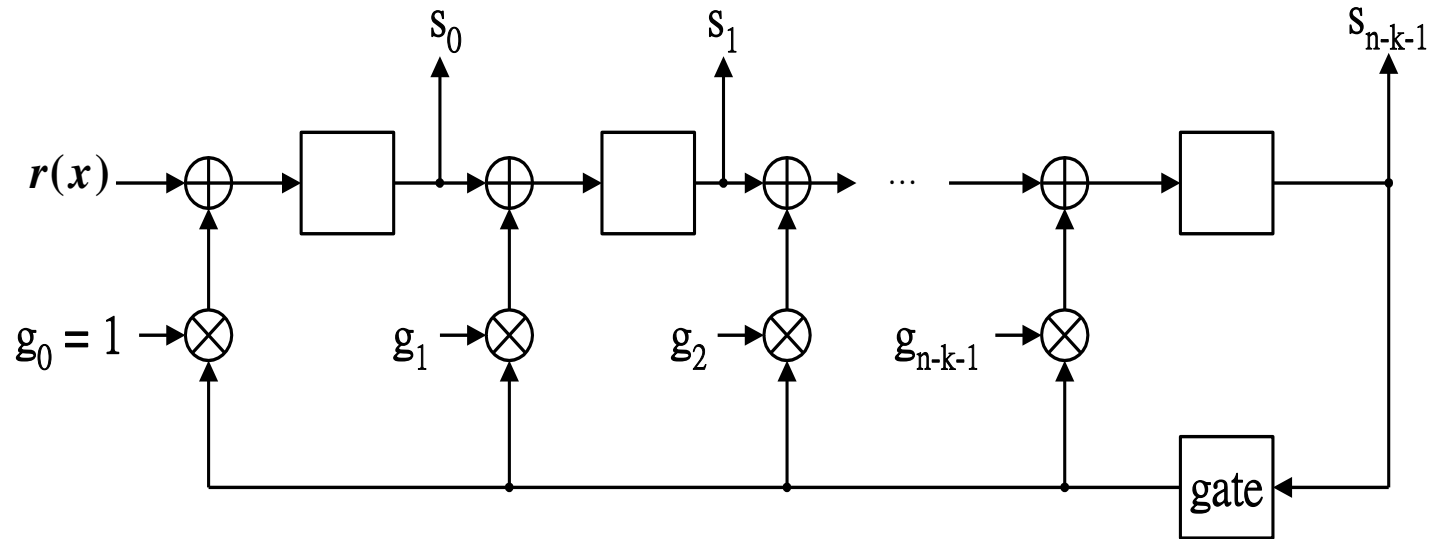 s₀
s₁
sₙ₋ₖ₋₁
r(x)
...
g₀ = 1
g₁
g₂
gₙ₋ₖ₋₁
gate